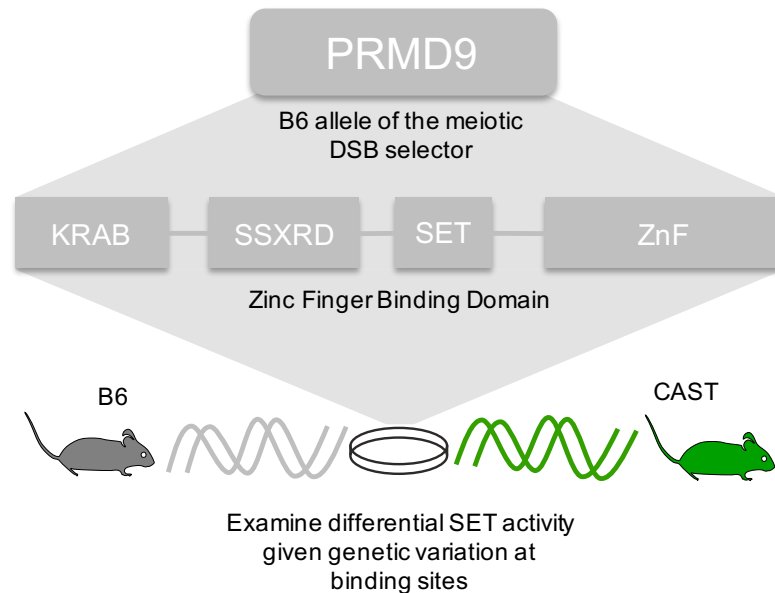 PRMD9
B6 allele of the meiotic
DSB selector
KRAB SSXRD SET ZnF
Zinc Finger Binding Domain
B6 CAST
Examine differential SET activity
given genetic variation at
binding sites